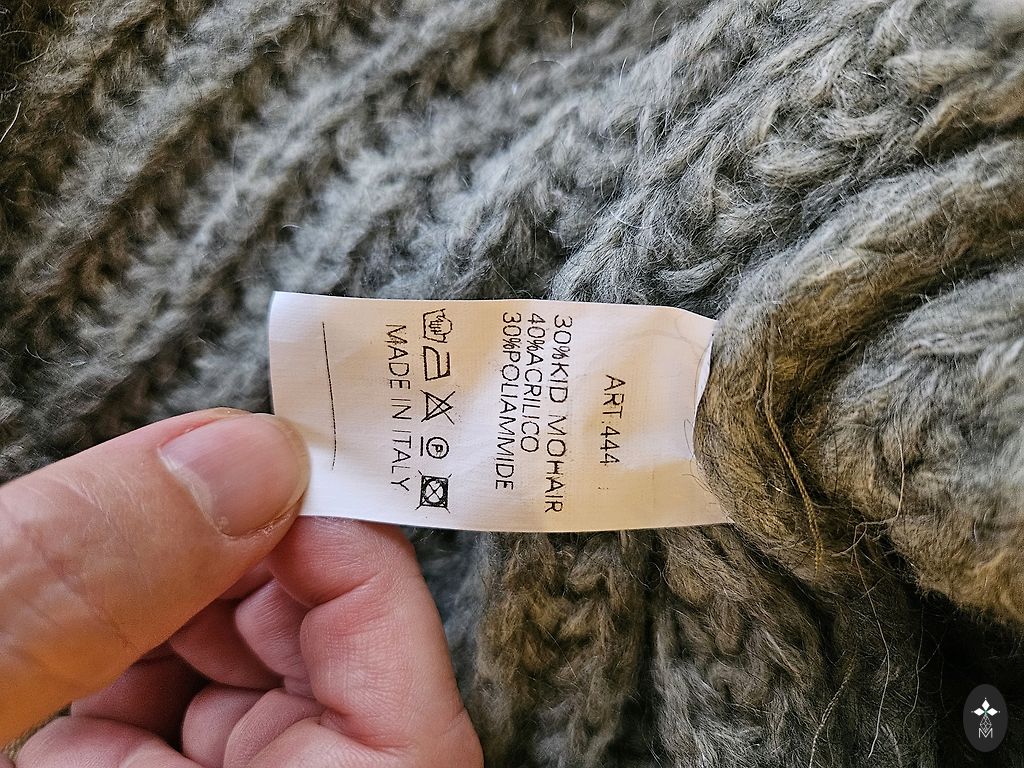 ART.444
30%KID MOHAIR
40%ACRILICO
30%POLIAMMIDE
MADE IN ITALY